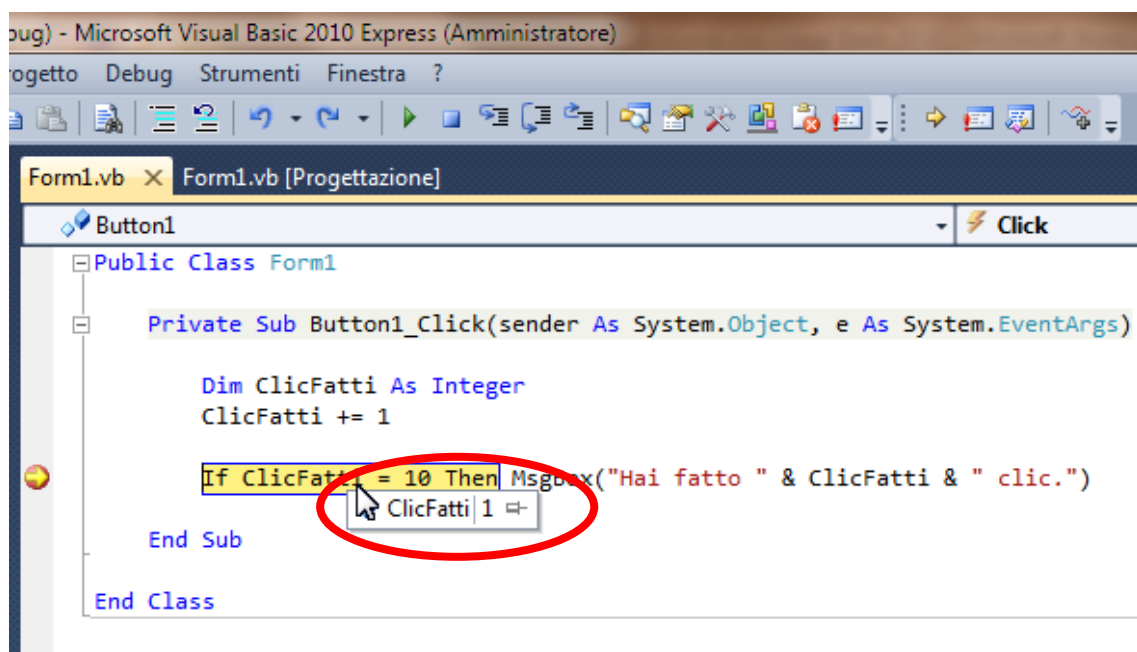 bug) - Microsoft Visual Basic 2010 Express (Amministratore)
rogetto Debug Strumenti Finestra ?
Form1.vb Form1.vb [Progettazione]
Button1 Click
Public Class Form1
Private Sub Button1_Click(sender As System.Object, e As System.EventArgs)
Dim ClicFatti As Integer
ClicFatti += 1
If ClicFatti = 10 Then MsgBox("Hai fatto " & ClicFatti & " clic.")
ClicFatti 1
End Sub
End Class